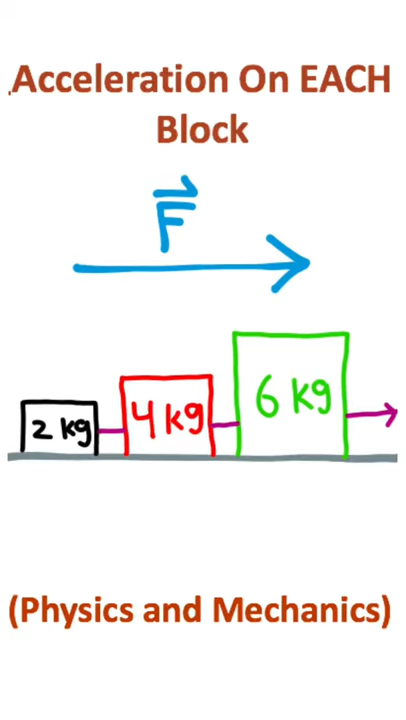 .Acceleration On EACH
Block
F
2 kg
4 kg
6 kg
(Physics and Mechanics)